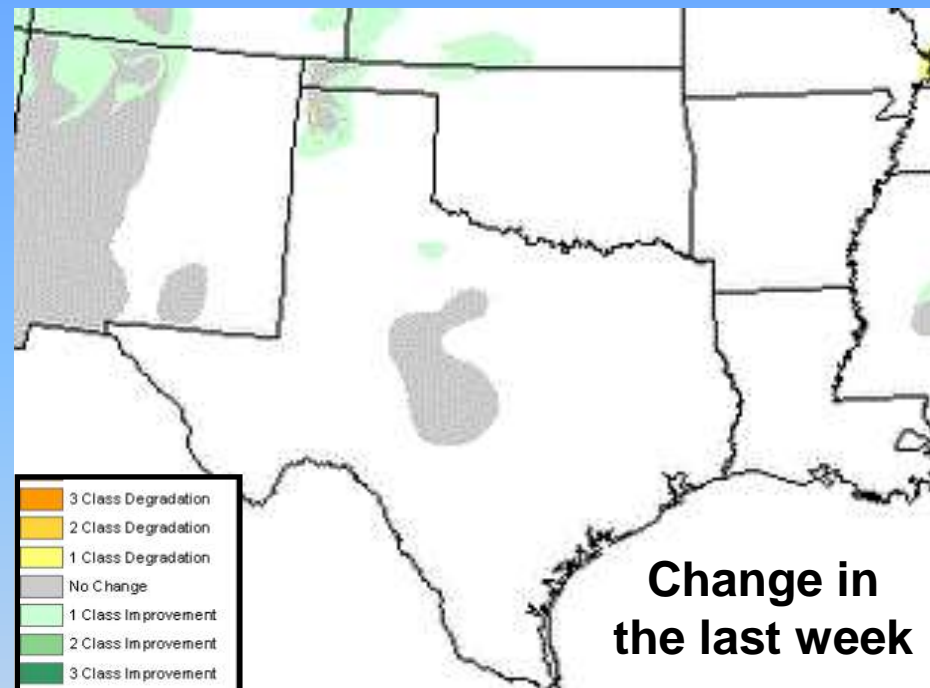 3 Class Degradation
2 Class Degradation
1 Class Degradation
No Change
1 Class Improvement
2 Class Improvement
3 Class Improvement
Change in
the last week